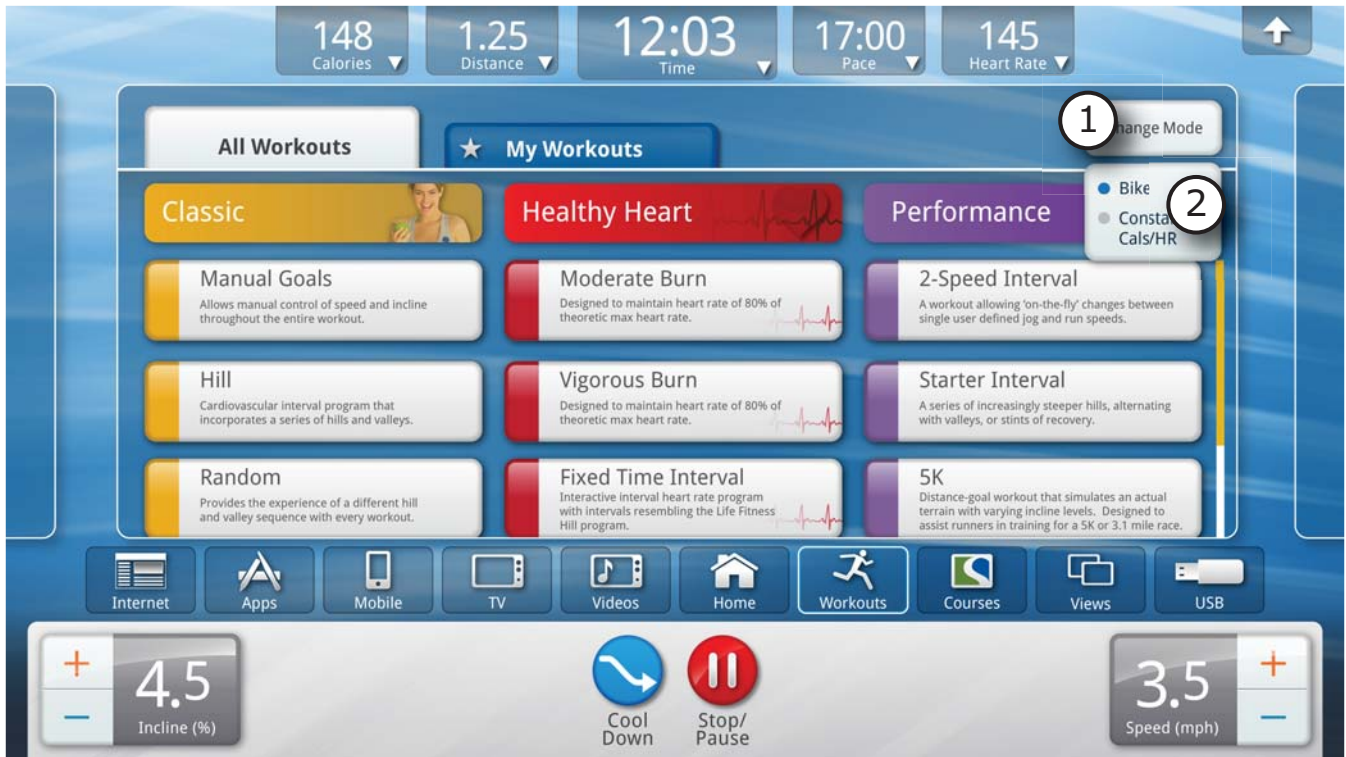 148
Calories
1.25
Distance
12:03
Time
17:00
Pace
145
Heart Rate
All Workouts
My Workouts
1
hange Mode
Classic
Healthy Heart
Performance
Bike
2
Consta
Cals/HR
Manual Goals
Allows manual control of speed and incline
throughout the entire workout.
Moderate Burn
Designed to maintain heart rate of 80% of
theoretic max heart rate.
2-Speed Interval
A workout allowing ‘on-the-fly’ changes between
single user defined jog and run speeds.
Hill
Cardiovascular interval program that
incorporates a series of hills and valleys.
Vigorous Burn
Designed to maintain heart rate of 80% of
theoretic max heart rate.
Starter Interval
A series of increasingly steeper hills, alternating
with valleys, or stints of recovery.
Random
Provides the experience of a different hill
and valley sequence with every workout.
Fixed Time Interval
Interactive interval heart rate program
with intervals resembling the Life Fitness
Hill program.
5K
Distance-goal workout that simulates an actual
terrain with varying incline levels. Designed to
assist runners in training for a 5K or 3.1 mile race.
Internet
Apps
Mobile
TV
Videos
Home
Workouts
Courses
Views
USB
+
4.5
−
Incline (%)
Cool
Down
Stop/
Pause
3.5
Speed (mph)
+
−